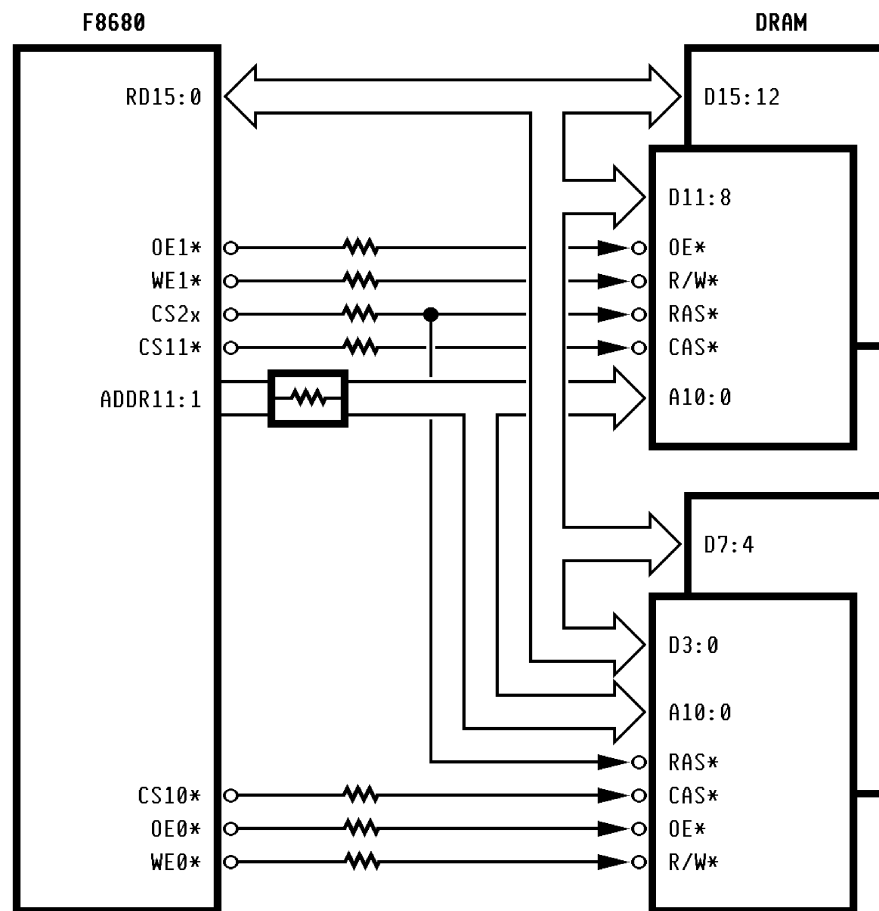 F8680 DRAM
RD15:0 D15:12
D11:8
OE1* OE*
WE1* R/W*
CS2x RAS*
CS11* CAS*
ADDR11:1 A10:0
D7:4
D3:0
A10:0
RAS*
CS10* CAS*
OE0* OE*
WE0* R/W*